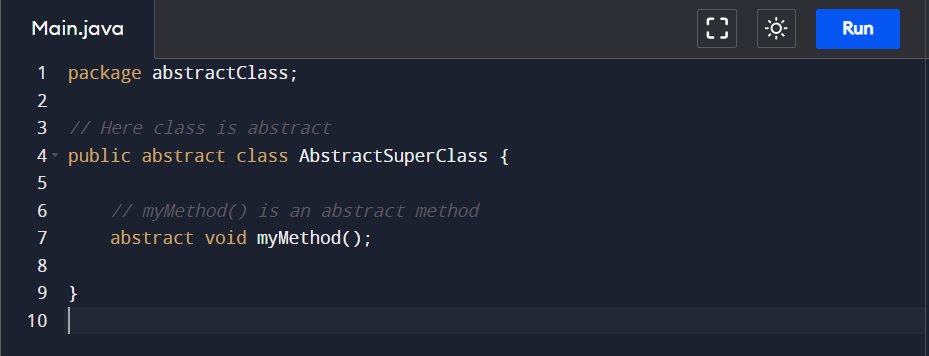 Main.java
Run
1 package abstractClass;
2
3 // Here class is abstract
4 public abstract class AbstractSuperClass {
5
6 // myMethod() is an abstract method
7 abstract void myMethod();
8
9 }
10